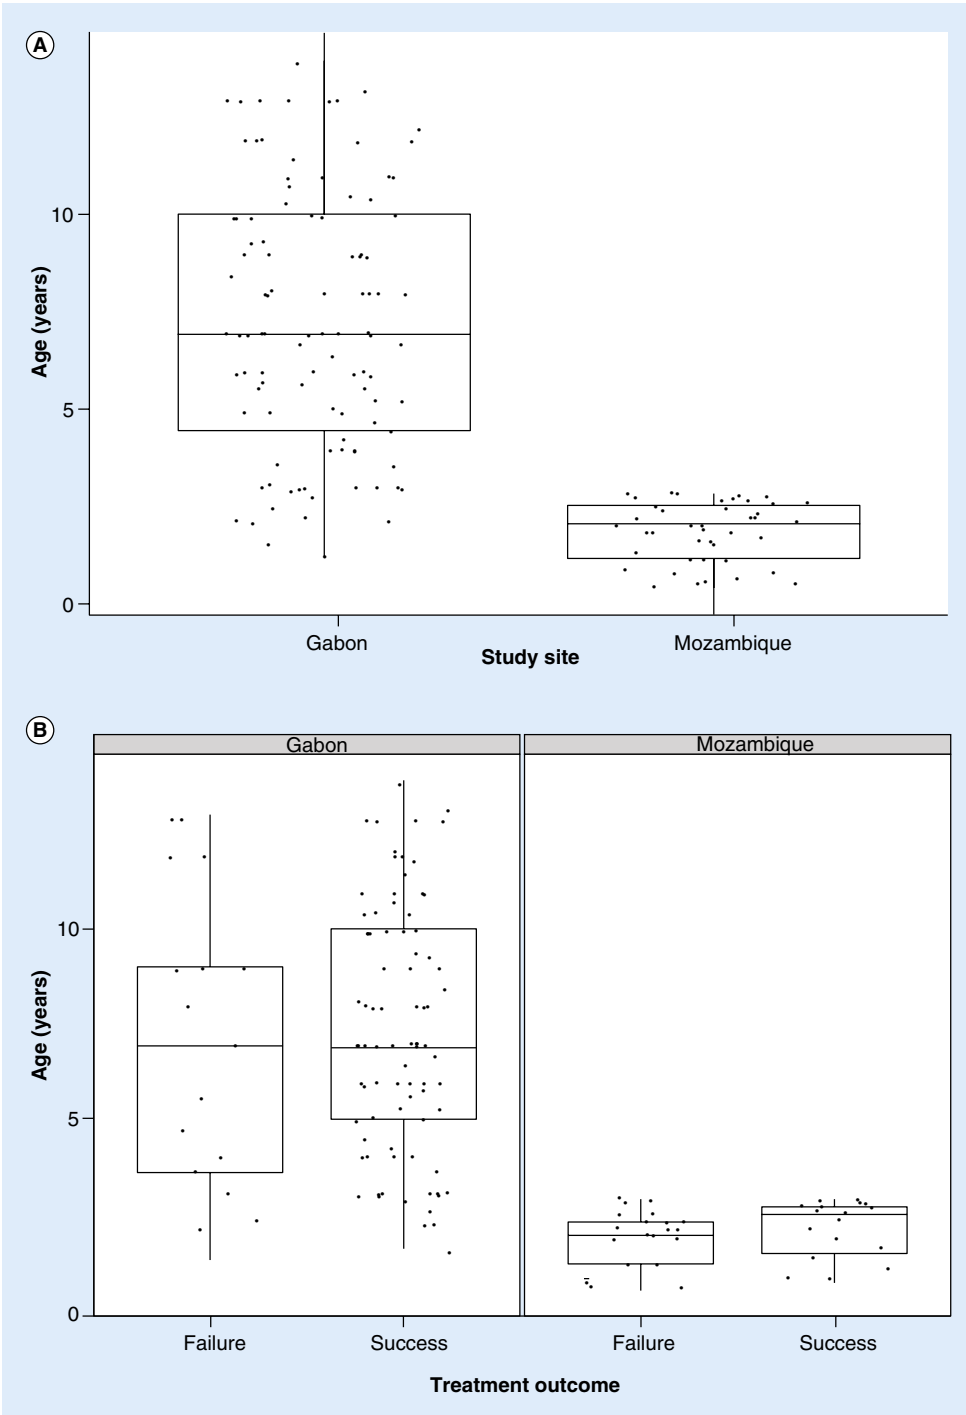 A
10
5
0
Age (years)
Gabon
Mozambique
Study site
B
Gabon
Mozambique
10
5
0
Age (years)
Failure
Success
Failure
Success
Treatment outcome